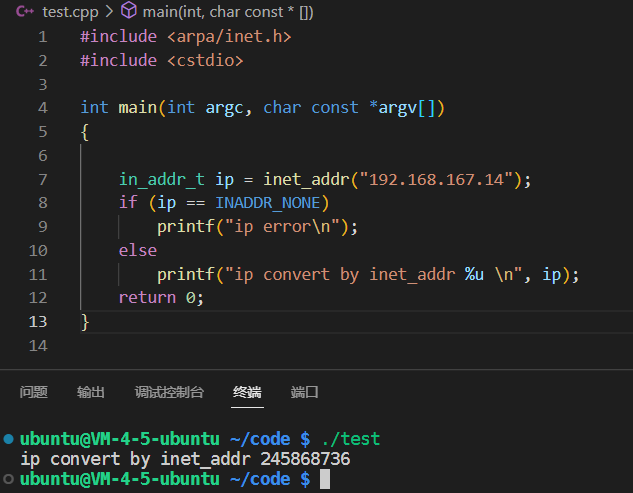 test.cpp > main(int, char const * [])
1 #include <arpa/inet.h>
2 #include <cstdio>
3
4 int main(int argc, char const *argv[])
5 {
6
7     in_addr_t ip = inet_addr("192.168.167.14");
8     if (ip == INADDR_NONE)
9         printf("ip error\n");
10     else
11         printf("ip convert by inet_addr %u \n", ip);
12     return 0;
13 }
14
问题 输出 调试控制台 终端 端口
ubuntu@VM-4-5-ubuntu ~/code $ ./test
ip convert by inet_addr 245868736
ubuntu@VM-4-5-ubuntu ~/code $